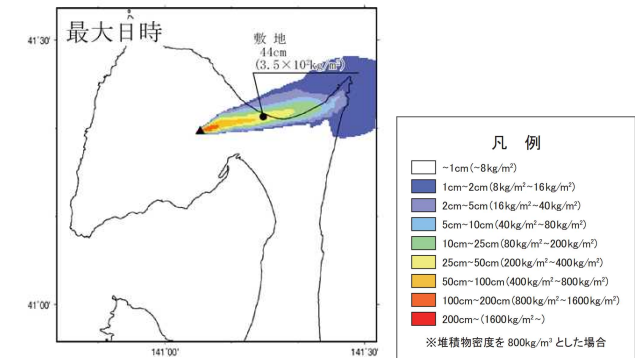 最大日時
41°30'
敷 地
44cm
(3.5×10²kg/m²)
41°00'
141°00'
141°30'
凡 例
~1cm(~8kg/m²)
1cm~2cm(8kg/m²~16kg/m²)
2cm~5cm(16kg/m²~40kg/m²)
5cm~10cm(40kg/m²~80kg/m²)
10cm~25cm(80kg/m²~200kg/m²)
25cm~50cm(200kg/m²~400kg/m²)
50cm~100cm(400kg/m²~800kg/m²)
100cm~200cm(800kg/m²~1600kg/m²)
200cm~(1600kg/m²~)
※堆積物密度を800kg/m³とした場合